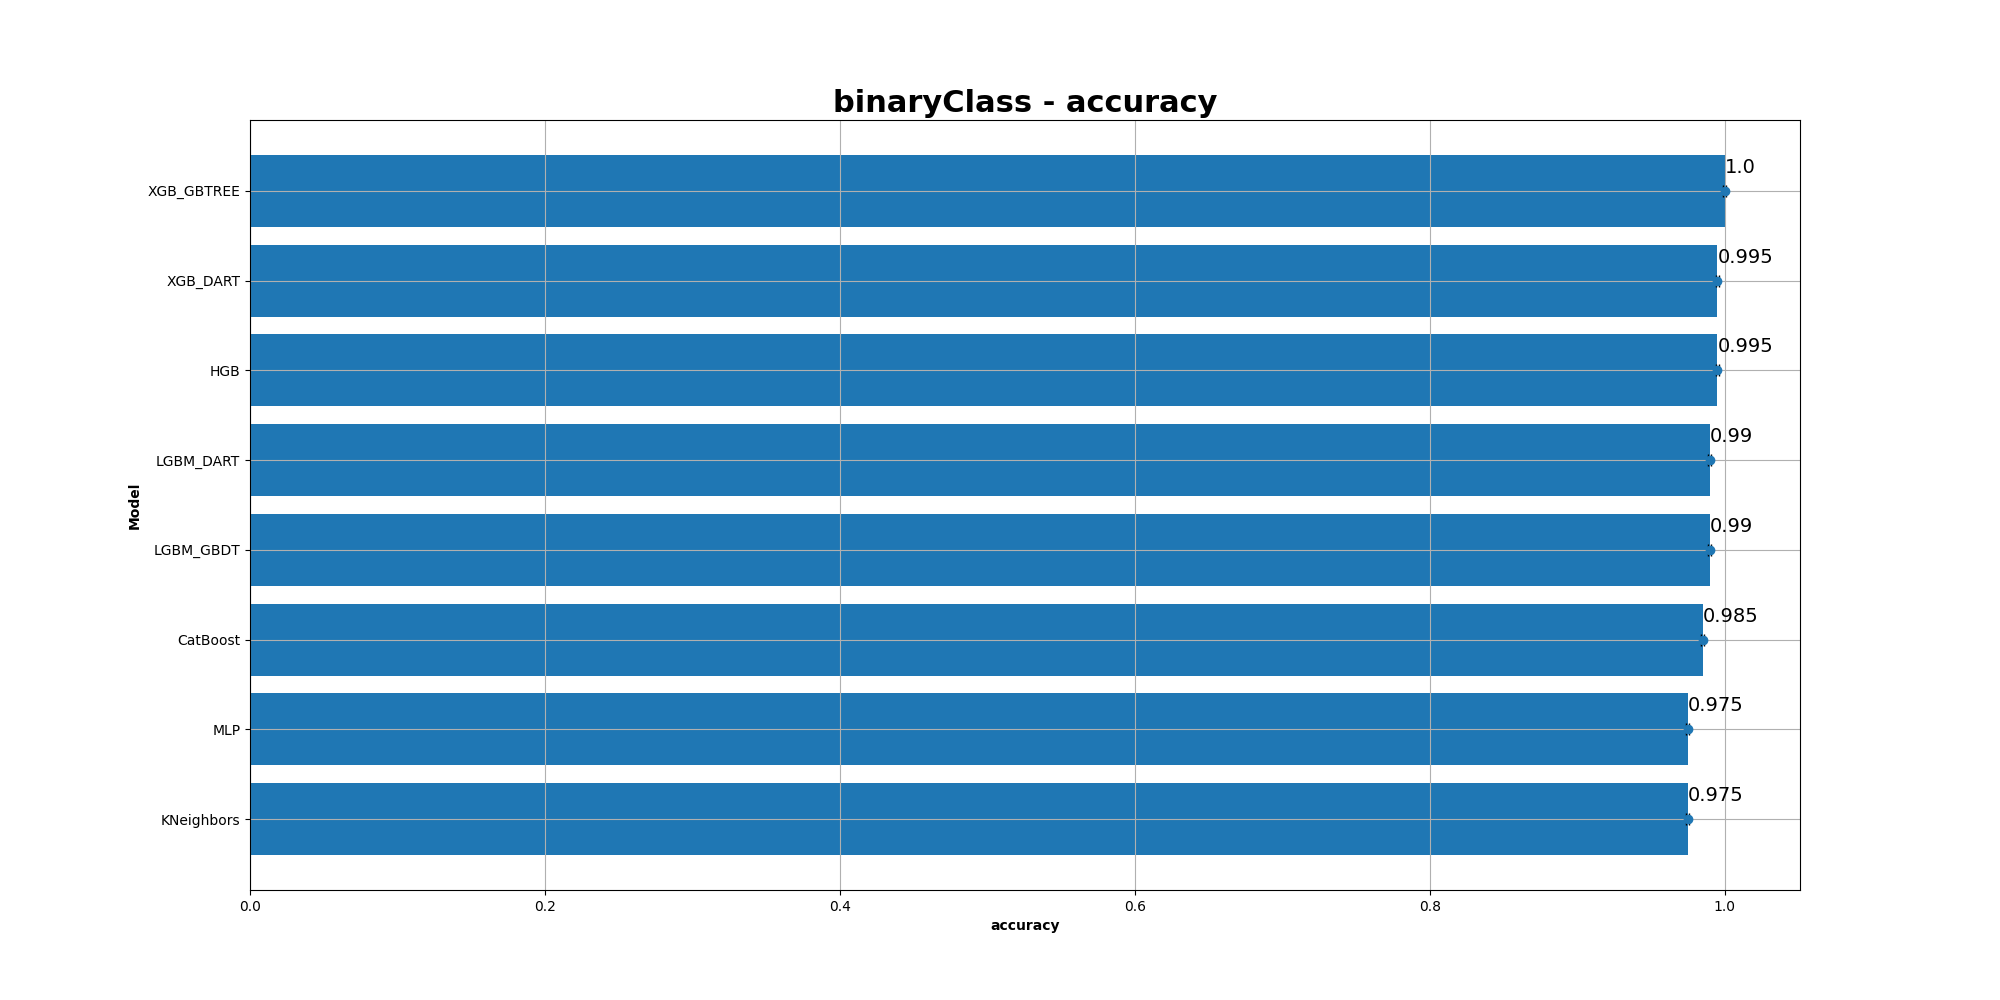 binaryClass - accuracy
XGB_GBTREE
1.0
XGB_DART
0.995
HGB
0.995
LGBM_DART
0.99
LGBM_GBDT
0.99
CatBoost
0.985
MLP
0.975
KNeighbors
0.975
Model
0.0 0.2 0.4 0.6 0.8 1.0
accuracy